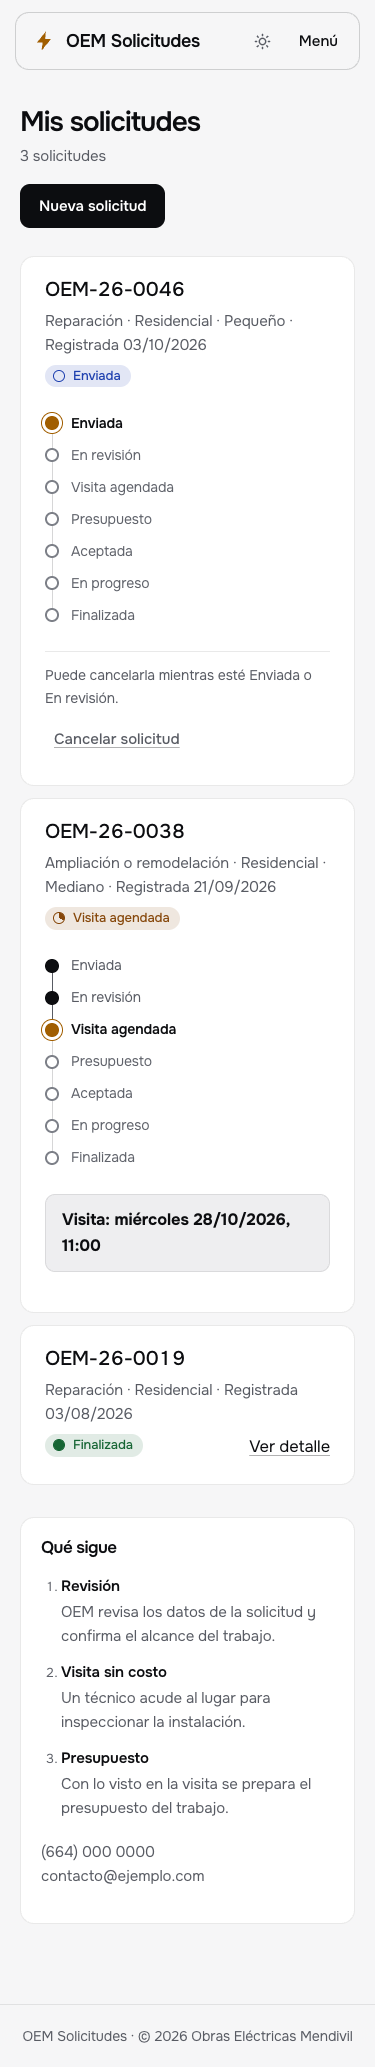 OEM Solicitudes
Menú
Mis solicitudes
3 solicitudes
Nueva solicitud
OEM-26-0046
Reparación · Residencial · Pequeño ·
Registrada 03/10/2026
Enviada
Enviada
En revisión
Visita agendada
Presupuesto
Aceptada
En progreso
Finalizada
Puede cancelarla mientras esté Enviada o
En revisión.
Cancelar solicitud
OEM-26-0038
Ampliación o remodelación · Residencial ·
Mediano · Registrada 21/09/2026
Visita agendada
Enviada
En revisión
Visita agendada
Presupuesto
Aceptada
En progreso
Finalizada
Visita: miércoles 28/10/2026,
11:00
OEM-26-0019
Reparación · Residencial · Registrada
03/08/2026
Finalizada
Ver detalle
Qué sigue
1. Revisión
OEM revisa los datos de la solicitud y
confirma el alcance del trabajo.
2. Visita sin costo
Un técnico acude al lugar para
inspeccionar la instalación.
3. Presupuesto
Con lo visto en la visita se prepara el
presupuesto del trabajo.
(664) 000 0000
contacto@ejemplo.com
OEM Solicitudes · © 2026 Obras Eléctricas Mendivil